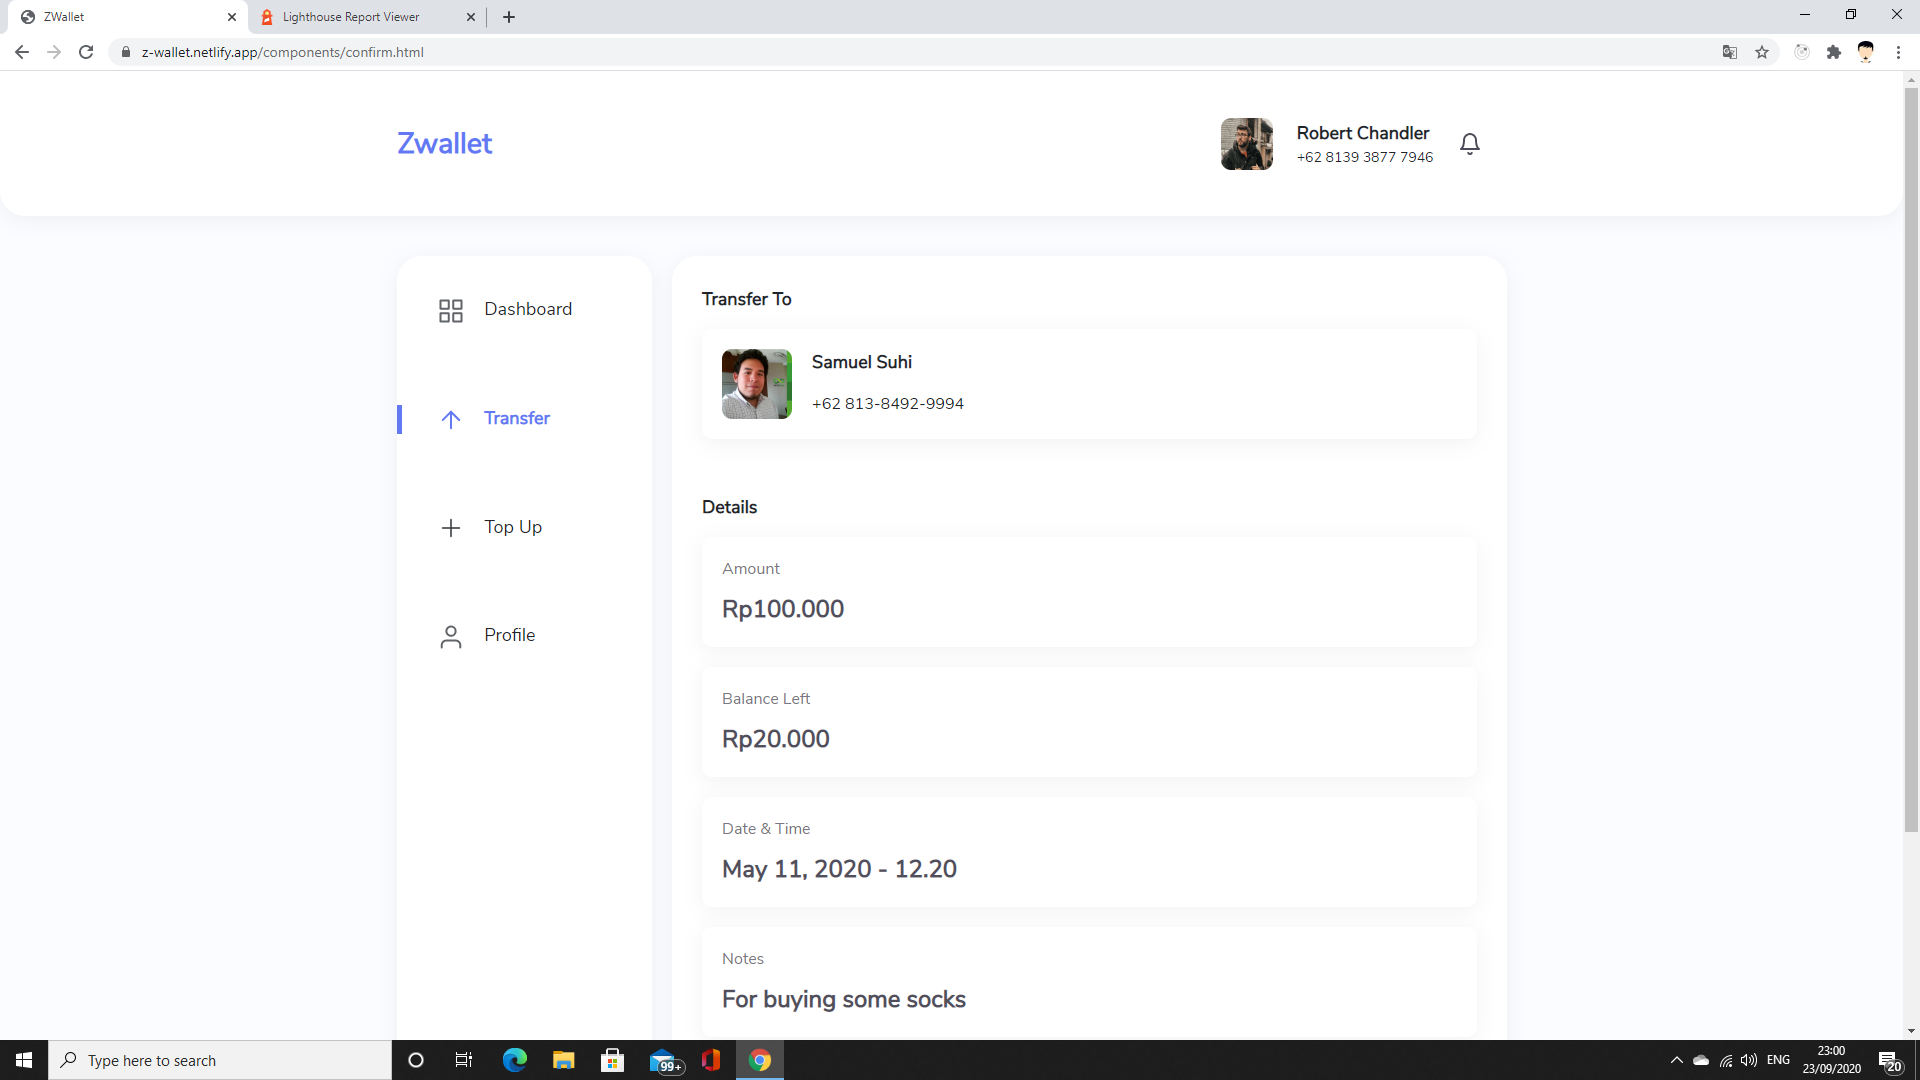 ZWallet
Lighthouse Report Viewer
z-wallet.netlify.app/components/confirm.html
Zwallet
Robert Chandler
+62 8139 3877 7946
Dashboard
Transfer
Top Up
Profile
Transfer To
Samuel Suhi
+62 813-8492-9994
Details
Amount
Rp100.000
Balance Left
Rp20.000
Date & Time
May 11, 2020 - 12.20
Notes
For buying some socks
Type here to search
99+
ENG
23:00
23/09/2020
20